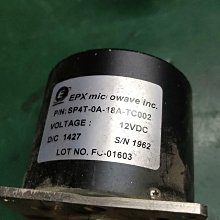 EPX microwave inc.
P/N: SP4T-0A-18A-TC002
VOLTAGE : 12VDC
D/C 1427 S/N 1962
LOT NO. FC-01603